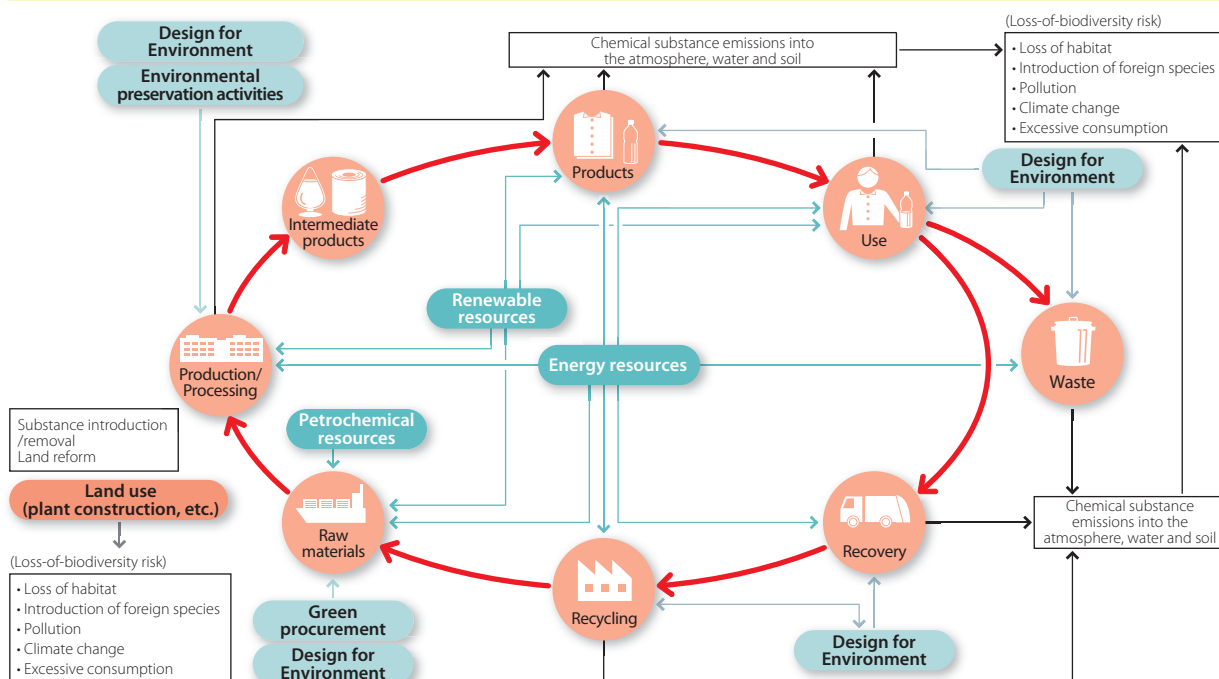 Design for
Environment
Environmental
preservation activities
Chemical substance emissions into
the atmosphere, water and soil
(Loss-of-biodiversity risk)
• Loss of habitat
• Introduction of foreign species
• Pollution
• Climate change
• Excessive consumption
Products
Design for
Environment
Intermediate
products
Use
Renewable
resources
Production/
Processing
Energy resources
Waste
Petrochemical
resources
Substance introduction
/removal
Land reform
Land use
(plant construction, etc.)
Raw
materials
Recovery
Chemical substance
emissions into the
atmosphere, water and soil
(Loss-of-biodiversity risk)
• Loss of habitat
• Introduction of foreign species
• Pollution
• Climate change
• Excessive consumption
Green
procurement
Design for
Environment
Recycling
Design for
Environment